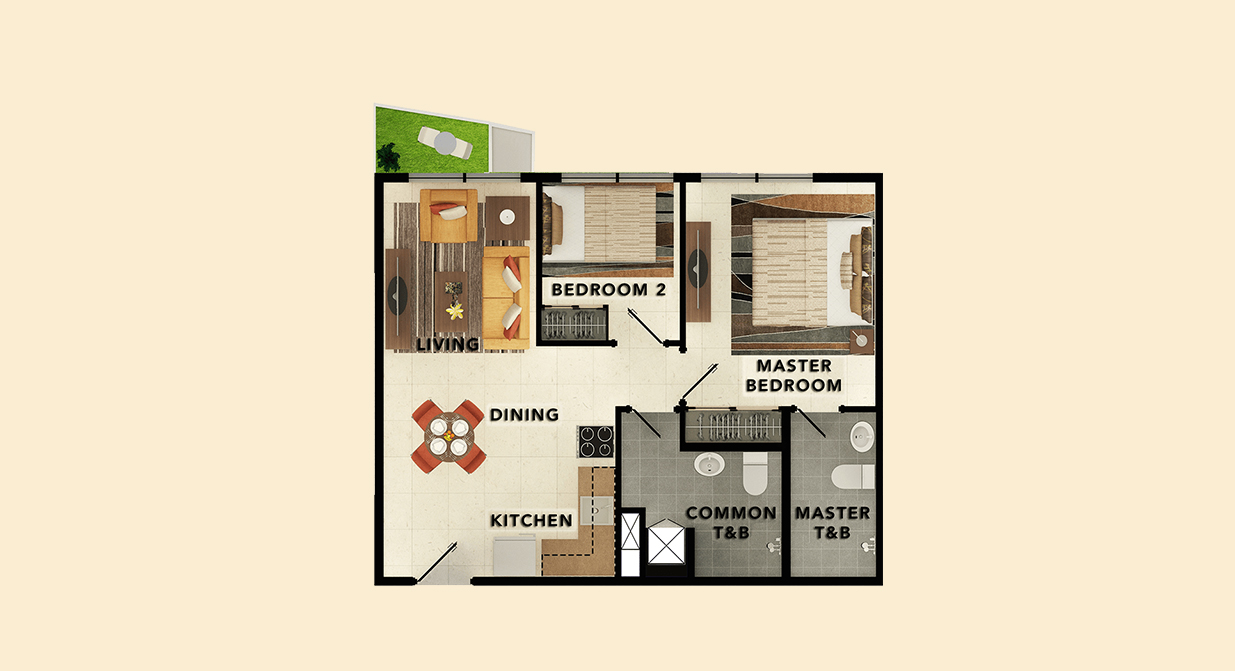 BEDROOM 2
LIVING
MASTER
BEDROOM
DINING
KITCHEN
COMMON
T&B
MASTER
T&B